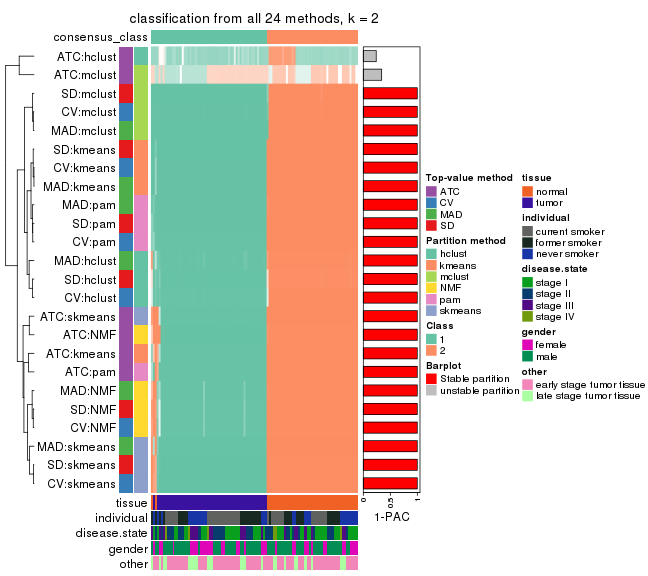 classification from all 24 methods, k = 2
consensus_class
ATC:hclust
ATC:mclust
SD:mclust
CV:mclust
MAD:mclust
SD:kmeans
CV:kmeans
MAD:kmeans
MAD:pam
SD:pam
CV:pam
MAD:hclust
SD:hclust
CV:hclust
ATC:skmeans
ATC:NMF
ATC:kmeans
ATC:pam
MAD:NMF
SD:NMF
CV:NMF
MAD:skmeans
SD:skmeans
CV:skmeans
tissue
individual
disease.state
gender
other
0 0.5 1
1-PAC
Top-value method
ATC
CV
MAD
SD
Partition method
hclust
kmeans
mclust
NMF
pam
skmeans
Class
1
2
Barplot
Stable partition
unstable partition
tissue
normal
tumor
individual
current smoker
former smoker
never smoker
disease.state
stage I
stage II
stage III
stage IV
gender
female
male
other
early stage tumor tissue
late stage tumor tissue